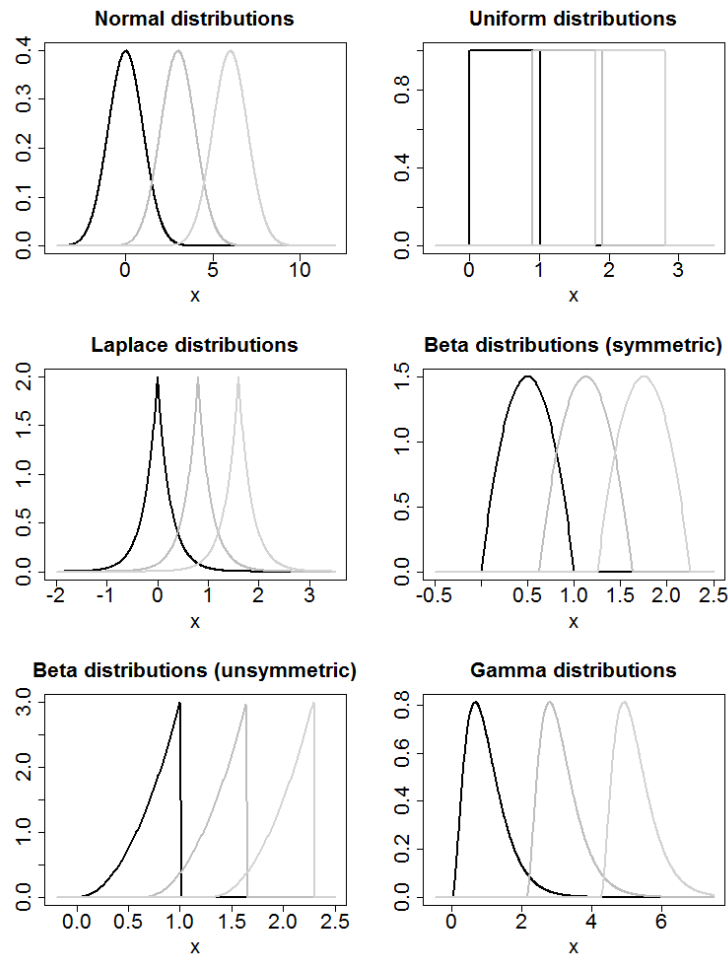 Normal distributions
0.0 0.1 0.2 0.3 0.4
0 5 10
x
Uniform distributions
0.0 0.4 0.8
0 1 2 3
x
Laplace distributions
0.0 0.5 1.0 1.5 2.0
-2 -1 0 1 2 3
x
Beta distributions (symmetric)
0.0 0.5 1.0 1.5
-0.5 0.5 1.0 1.5 2.0 2.5
x
Beta distributions (unsymmetric)
0.0 1.0 2.0 3.0
0.0 0.5 1.0 1.5 2.0 2.5
x
Gamma distributions
0.0 0.2 0.4 0.6 0.8
0 2 4 6
x